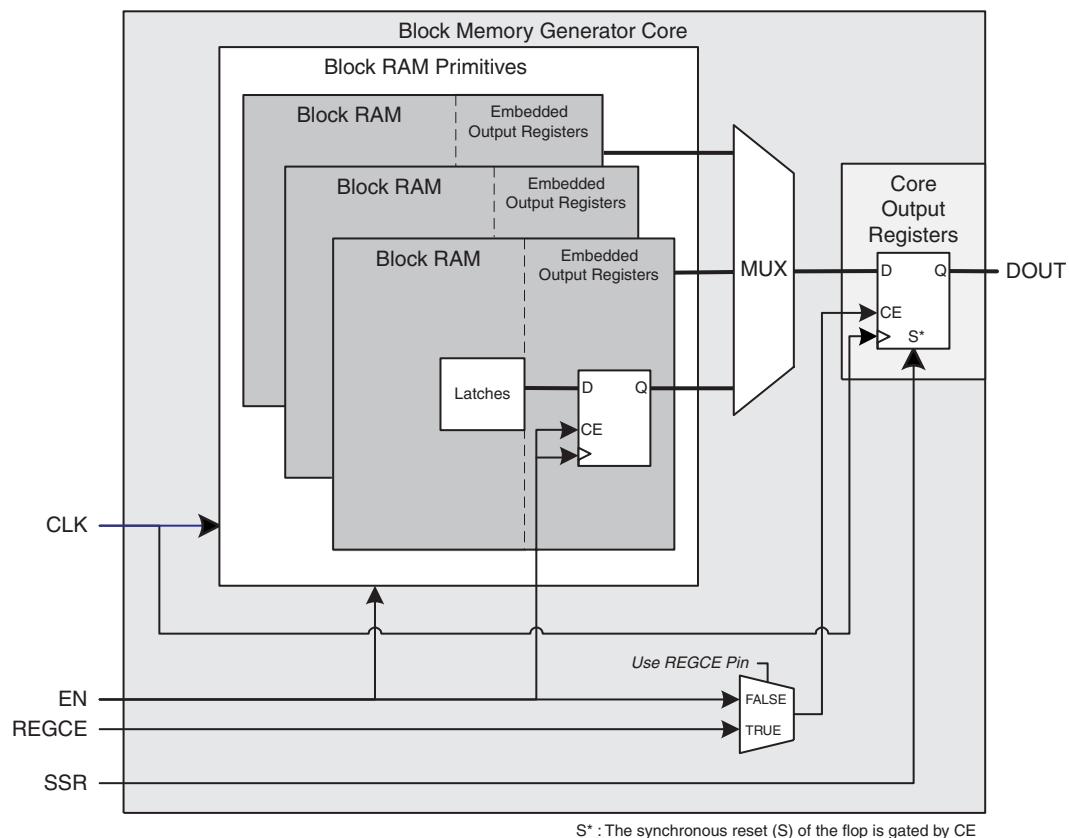 Block Memory Generator Core
Block RAM Primitives
Block RAM
Embedded
Output Registers
Block RAM
Embedded
Output Registers
Block RAM
Embedded
Output Registers
Latches
D
Q
CE
MUX
Core
Output
Registers
D
Q
CE
S*
DOUT
CLK
EN
REGCE
SSR
Use REGCE Pin
FALSE
TRUE
S* : The synchronous reset (S) of the flop is gated by CE